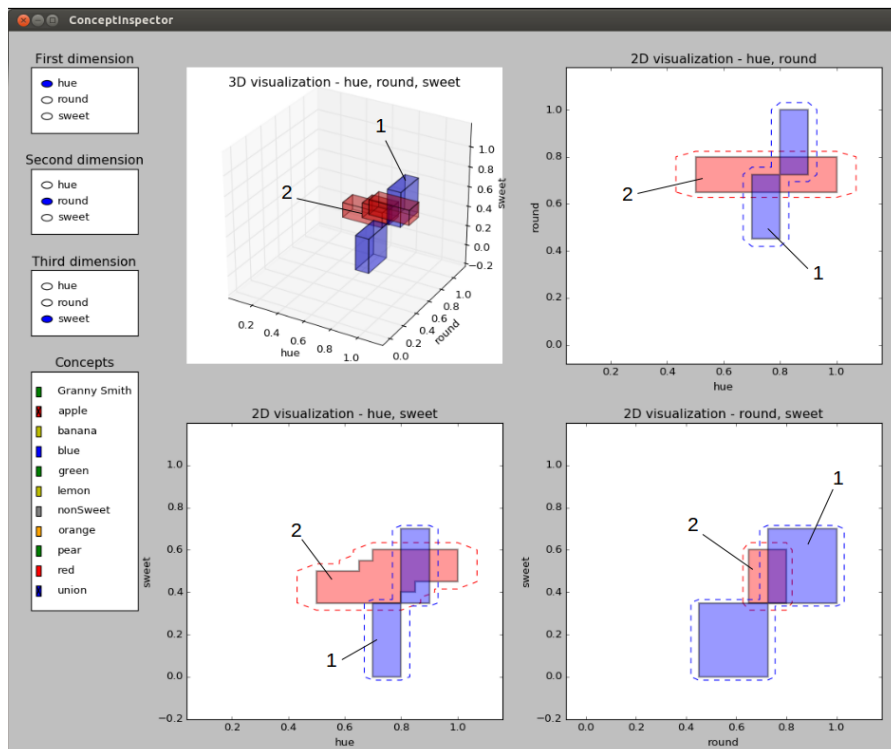 ConceptInspector
First dimension
hue
round
sweet
Second dimension
hue
round
sweet
Third dimension
hue
round
sweet
Concepts
Granny Smith
apple
banana
blue
green
lemon
nonSweet
orange
pear
red
union
3D visualization - hue, round, sweet
1
2
1.0
0.8
0.6
0.4
0.2
0.0
−0.2
sweet
0.2 0.4 0.6 0.8 1.0
hue
0.0 0.2 0.4 0.6 0.8 1.0
round
2D visualization - hue, round
1.0
0.8
0.6
0.4
0.2
0.0
round
2
1
0.2 0.4 0.6 0.8 1.0
hue
2D visualization - hue, sweet
1.0
0.8
0.6
0.4
0.2
0.0
−0.2
sweet
2
1
0.2 0.4 0.6 0.8 1.0
hue
2D visualization - round, sweet
1.0
0.8
0.6
0.4
0.2
0.0
−0.2
sweet
1
2
0.0 0.2 0.4 0.6 0.8 1.0
round